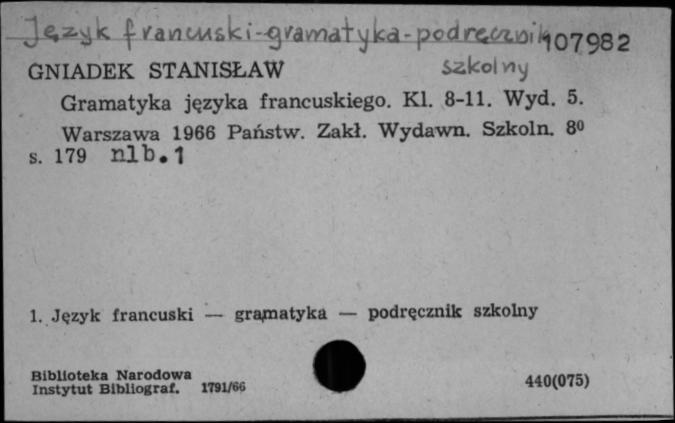 Język francuski-gramatyka-podręcznik 107982
szkolny
GNIADEK STANISŁAW
Gramatyka języka francuskiego. Kl. 8-11. Wyd. 5.
Warszawa 1966 Państw. Zakł. Wydawn. Szkoln. 8⁰
s. 179 nlb. 1
1. Język francuski — gramatyka — podręcznik szkolny
Biblioteka Narodowa
Instytut Bibliograf. 1791/66
440(075)